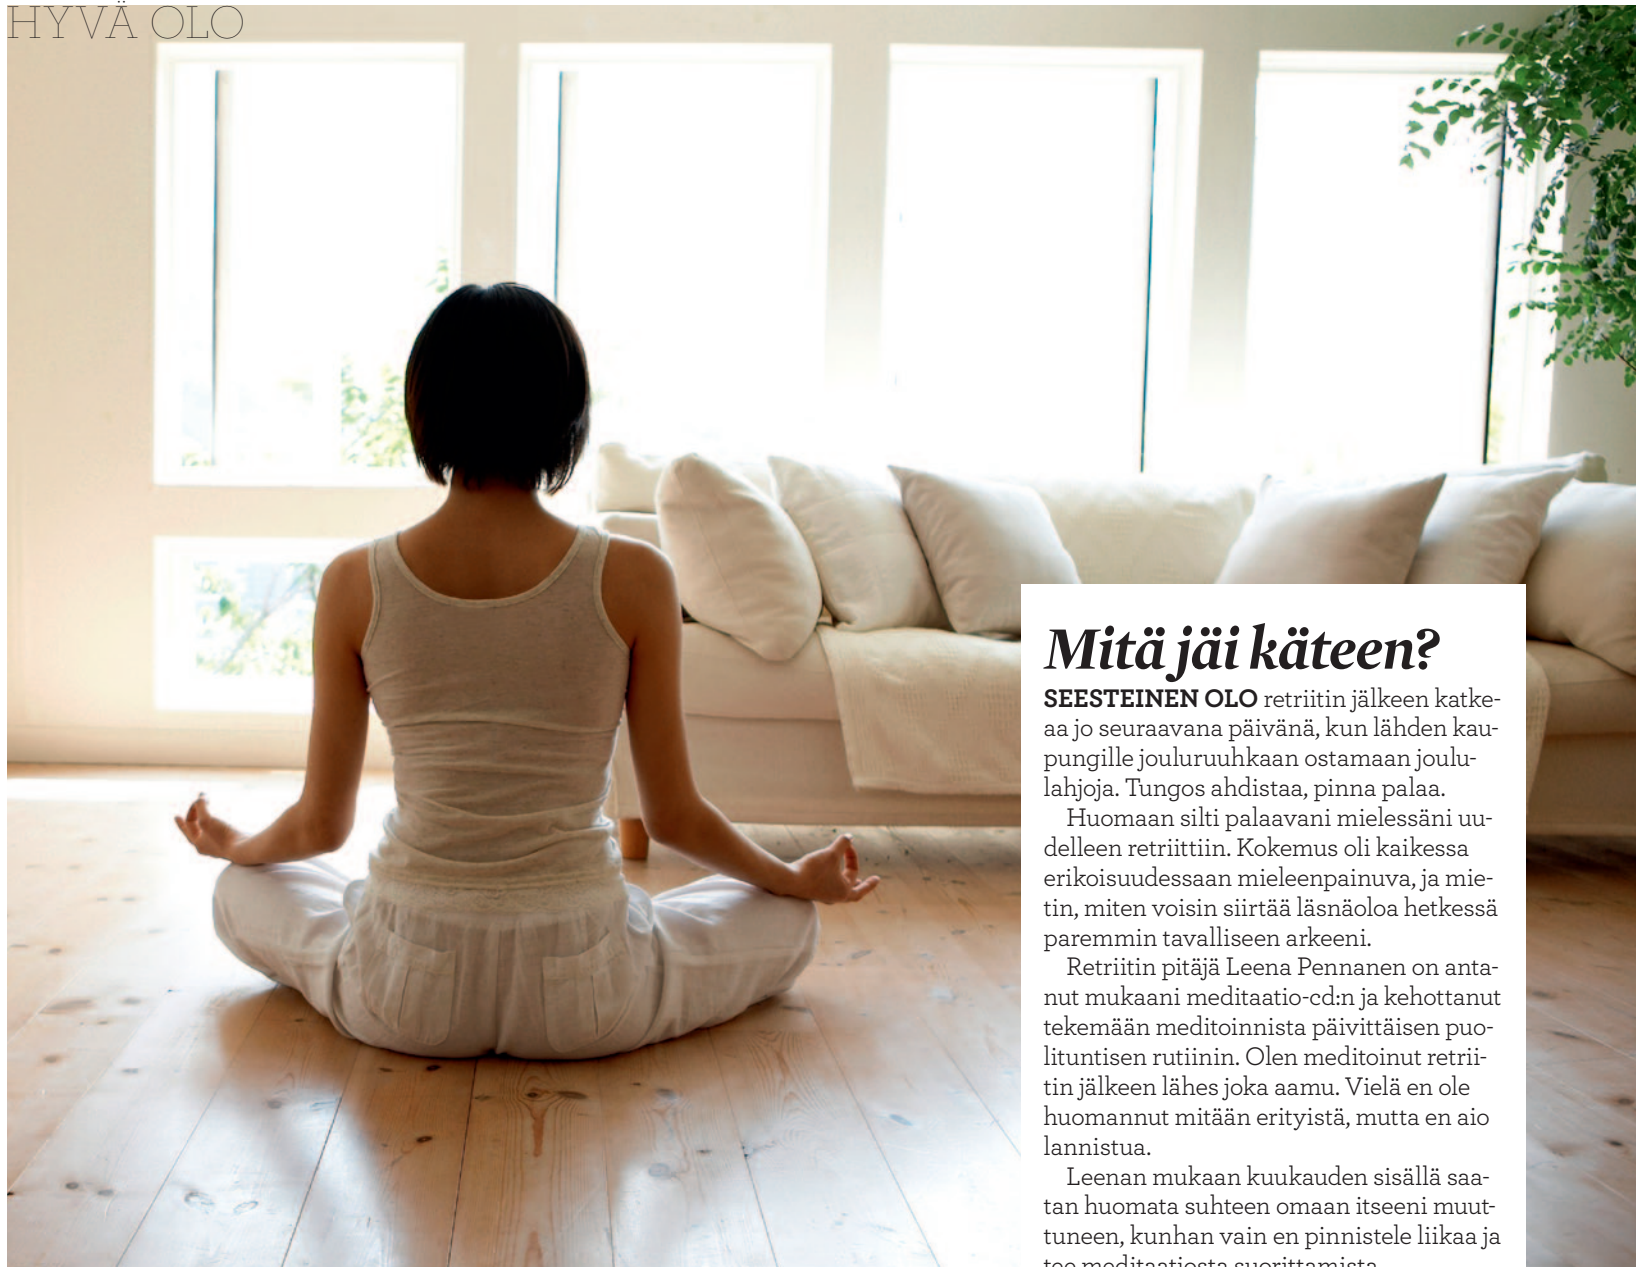 HYVÄ OLO
Mitä jäi käteen?
SEESTEINEN OLO retriitin jälkeen katke-
aa jo seuraavana päivänä, kun lähden kau-
pungille jouluruuhkaan ostamaan joulu-
lahjoja. Tungos ahdistaa, pinna palaa.
Huomaan silti palaavani mielessäni uu-
delleen retriittiin. Kokemus oli kaikessa
erikoisuudessaan mieleenpainuva, ja mie-
tin, miten voisin siirtää läsnäoloa hetkessä
paremmin tavalliseen arkeeni.
Retriitin pitäjä Leena Pennanen on anta-
nut mukaani meditaatio-cd:n ja kehottanut
tekemään meditoinnista päivittäisen puo-
lituntisen rutiinin. Olen meditoinut retrii-
tin jälkeen lähes joka aamu. Vielä en ole
huomannut mitään erityistä, mutta en aio
lannistua.
Leenan mukaan kuukauden sisällä saa-
tan huomata suhteen omaan itseeni muut-
tuneen, kunhan vain en pinnistele liikaa ja
tee meditaatiosta suorittamista.